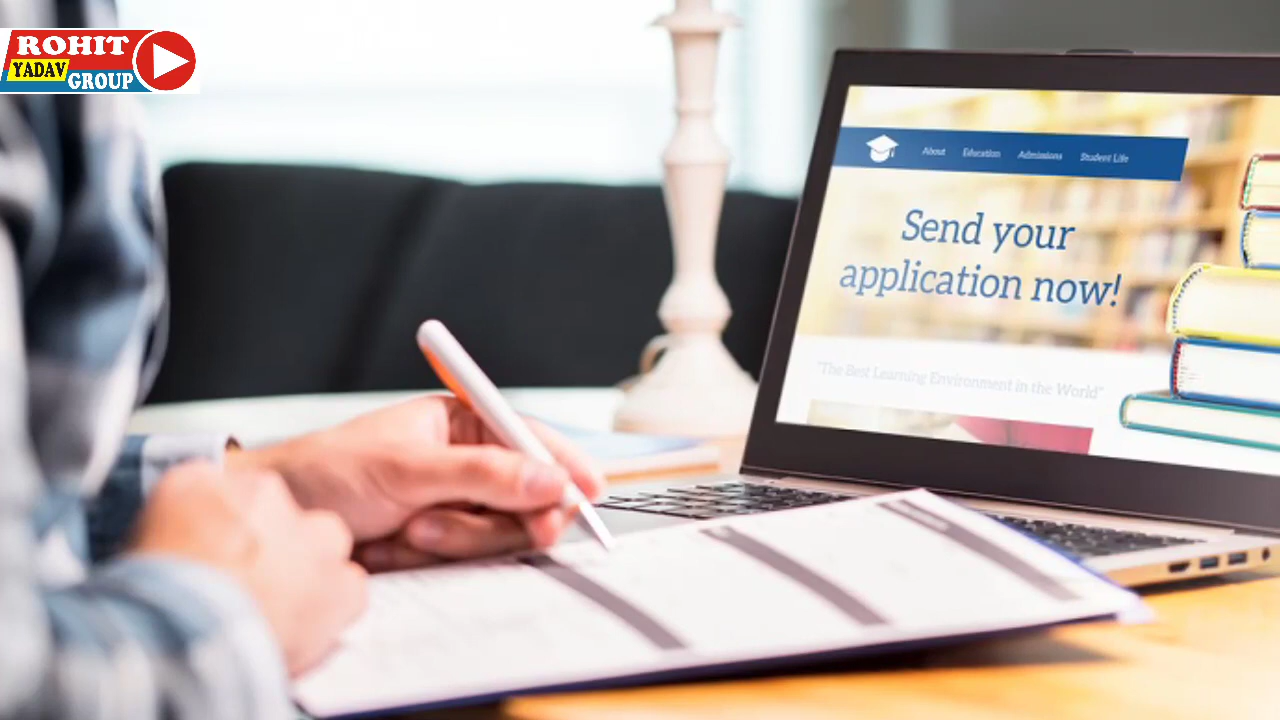 ROHIT
YADAV
GROUP
About Education Admissions Student Life
Send your
application now!
"The Best Learning Environment in the World"